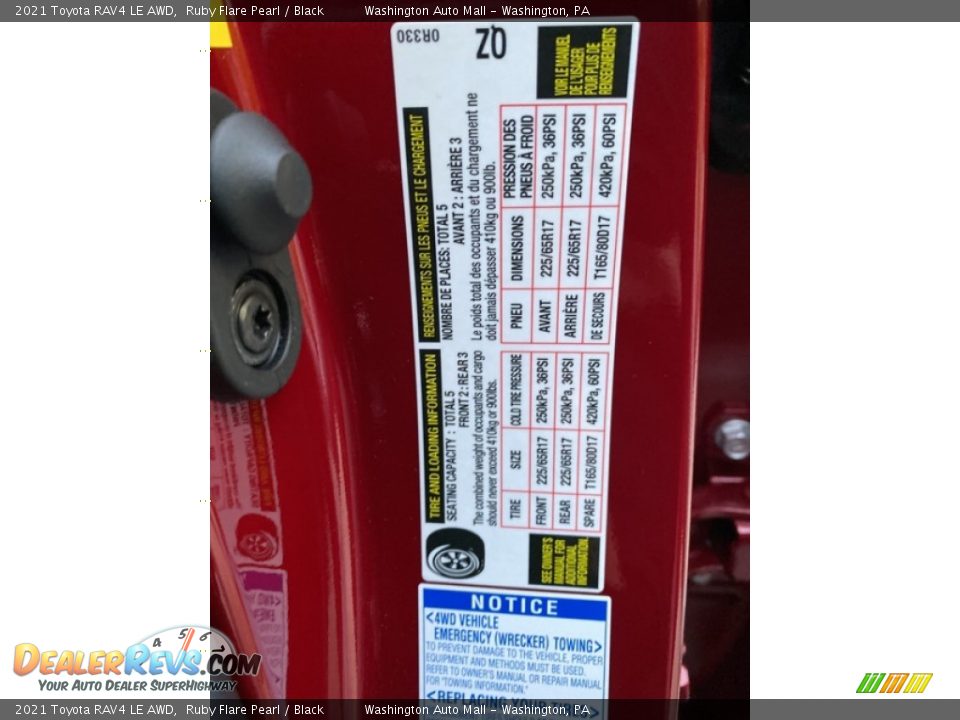 2021 Toyota RAV4 LE AWD, Ruby Flare Pearl / Black Washington Auto Mall - Washington, PA
0R330
QZ
TIRE AND LOADING INFORMATION
SEATING CAPACITY : TOTAL 5
FRONT 2 : REAR 3
The combined weight of occupants and cargo
should never exceed 410kg or 900lbs.
TIRE SIZE COLD TIRE PRESSURE
FRONT 225/65R17 250kPa, 36PSI
REAR 225/65R17 250kPa, 36PSI
SPARE T165/80D17 420kPa, 60PSI
SEE OWNER'S
MANUAL FOR
ADDITIONAL
INFORMATION
RENSEIGNEMENTS SUR LES PNEUS ET LE CHARGEMENT
NOMBRE DE PLACES: TOTAL 5
AVANT 2 : ARRIÈRE 3
Le poids total des occupants et du chargement ne
doit jamais dépasser 410kg ou 900lb.
PNEU DIMENSIONS PRESSION DES
PNEUS À FROID
AVANT 225/65R17 250kPa, 36PSI
ARRIÈRE 225/65R17 250kPa, 36PSI
DE SECOURS T165/80D17 420kPa, 60PSI
VOIR LE MANUEL
DE L'USAGER
POUR PLUS DE
RENSEIGNEMENTS
NOTICE
<4WD VEHICLE
EMERGENCY (WRECKER) TOWING>
TO PREVENT DAMAGE TO THE VEHICLE, PROPER
EQUIPMENT AND METHODS MUST BE USED.
REFER TO OWNER'S MANUAL OR REPAIR MANUAL
FOR "TOWING INFORMATION."
<REPLACING YOUR TIRES>
DEALERREVS.COM
YOUR AUTO DEALER SUPERHIGHWAY
4 5 6
2021 Toyota RAV4 LE AWD, Ruby Flare Pearl / Black Washington Auto Mall - Washington, PA